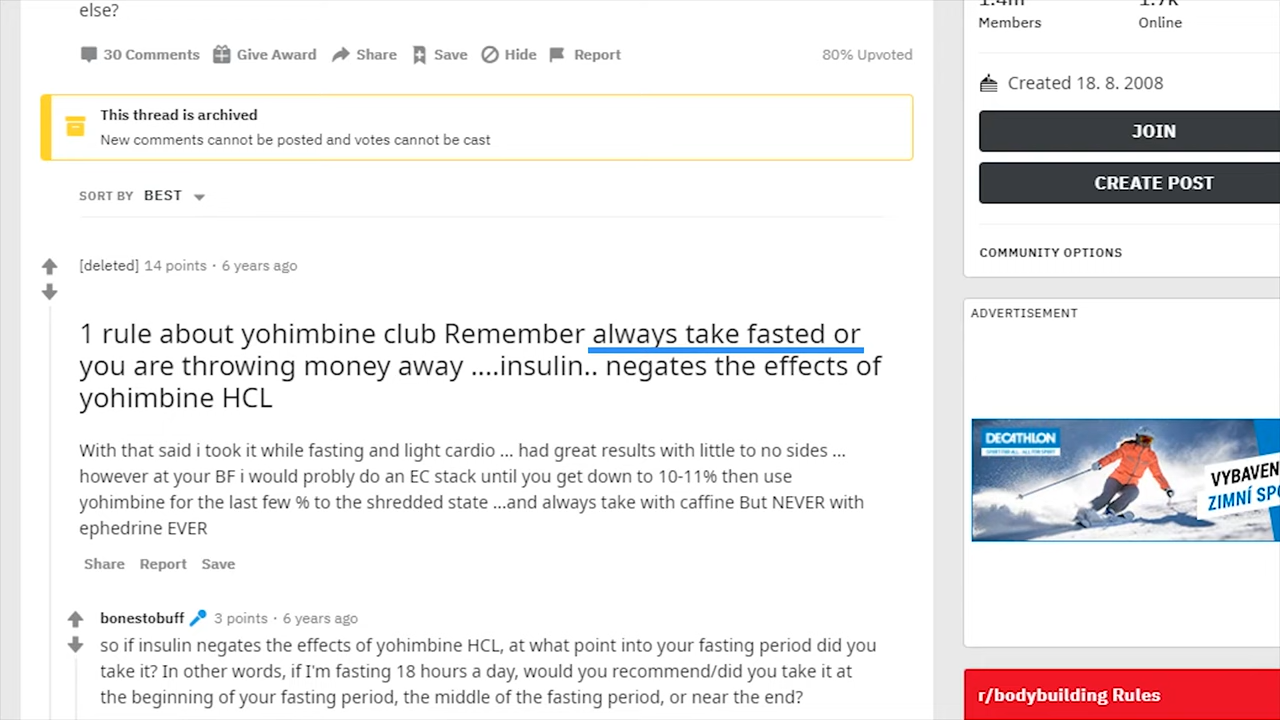 else?
30 Comments Give Award Share Save Hide Report 80% Upvoted
This thread is archived
New comments cannot be posted and votes cannot be cast
SORT BY BEST
[deleted] 14 points · 6 years ago
1 rule about yohimbine club Remember always take fasted or
you are throwing money away ....insulin.. negates the effects of
yohimbine HCL
With that said i took it while fasting and light cardio ... had great results with little to no sides ...
however at your BF i would probly do an EC stack until you get down to 10-11% then use
yohimbine for the last few % to the shredded state ...and always take with caffine But NEVER with
ephedrine EVER
Share Report Save
bonestobuff 3 points · 6 years ago
so if insulin negates the effects of yohimbine HCL, at what point into your fasting period did you
take it? In other words, if I'm fasting 18 hours a day, would you recommend/did you take it at
the beginning of your fasting period, the middle of the fasting period, or near the end?
1.4m 1.7k
Members Online
Created 18. 8. 2008
JOIN
CREATE POST
COMMUNITY OPTIONS
ADVERTISEMENT
DECATHLON
VYBAVEN
ZIMNÍ SPO
r/bodybuilding Rules